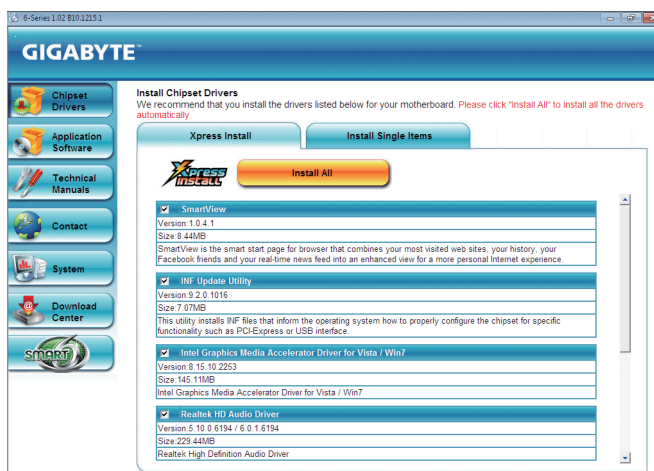 6-Series 1.02 B10.1215.1
GIGABYTE™
Chipset
Drivers
Application
Software
Technical
Manuals
Contact
System
Download
Center
SMART6
Install Chipset Drivers
We recommend that you install the drivers listed below for your motherboard. Please click "Install All" to install all the drivers
automatically.
Xpress Install
Install Single Items
Xpress
Install
Install All
SmartView
Version:1.0.4.1
Size:8.44MB
SmartView is the smart start page for browser that combines your most visited web sites, your history, your
Facebook friends and your real-time news feed into an enhanced view for a more personal Internet experience.
INF Update Utility
Version:9.2.0.1016
Size:7.07MB
This utility installs INF files that inform the operating system how to properly configure the chipset for specific
functionality such as PCI-Express or USB interface.
Intel Graphics Media Accelerator Driver for Vista / Win7
Version:8.15.10.2253
Size:145.11MB
Intel Graphics Media Accelerator Driver for Vista / Win7
Realtek HD Audio Driver
Version:5.10.0.6194 / 6.0.1.6194
Size:229.44MB
Realtek High Definition Audio Driver